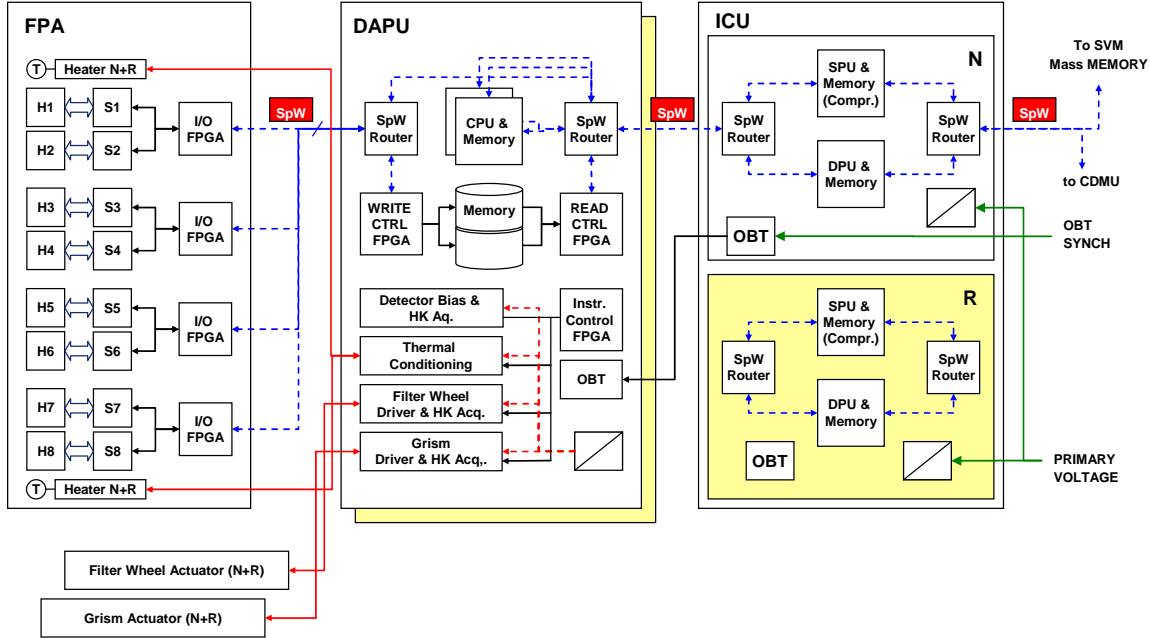 FPA
T
Heater N+R
H1
S1
H2
S2
I/O
FPGA
H3
S3
H4
S4
I/O
FPGA
H5
S5
H6
S6
I/O
FPGA
H7
S7
H8
S8
I/O
FPGA
T
Heater N+R
SpW
DAPU
SpW
Router
CPU &
Memory
SpW
Router
WRITE
CTRL
FPGA
Memory
READ
CTRL
FPGA
Detector Bias &
HK Aq.
Instr.
Control
FPGA
Thermal
Conditioning
OBT
Filter Wheel
Driver & HK Acq.
Grism
Driver & HK Acq,.
SpW
ICU
N
SPU &
Memory
(Compr.)
SpW
Router
SpW
Router
DPU &
Memory
OBT
R
SPU &
Memory
(Compr.)
SpW
Router
SpW
Router
DPU &
Memory
OBT
SpW
To SVM
Mass MEMORY
to CDMU
OBT
SYNCH
PRIMARY
VOLTAGE
Filter Wheel Actuator (N+R)
Grism Actuator (N+R)